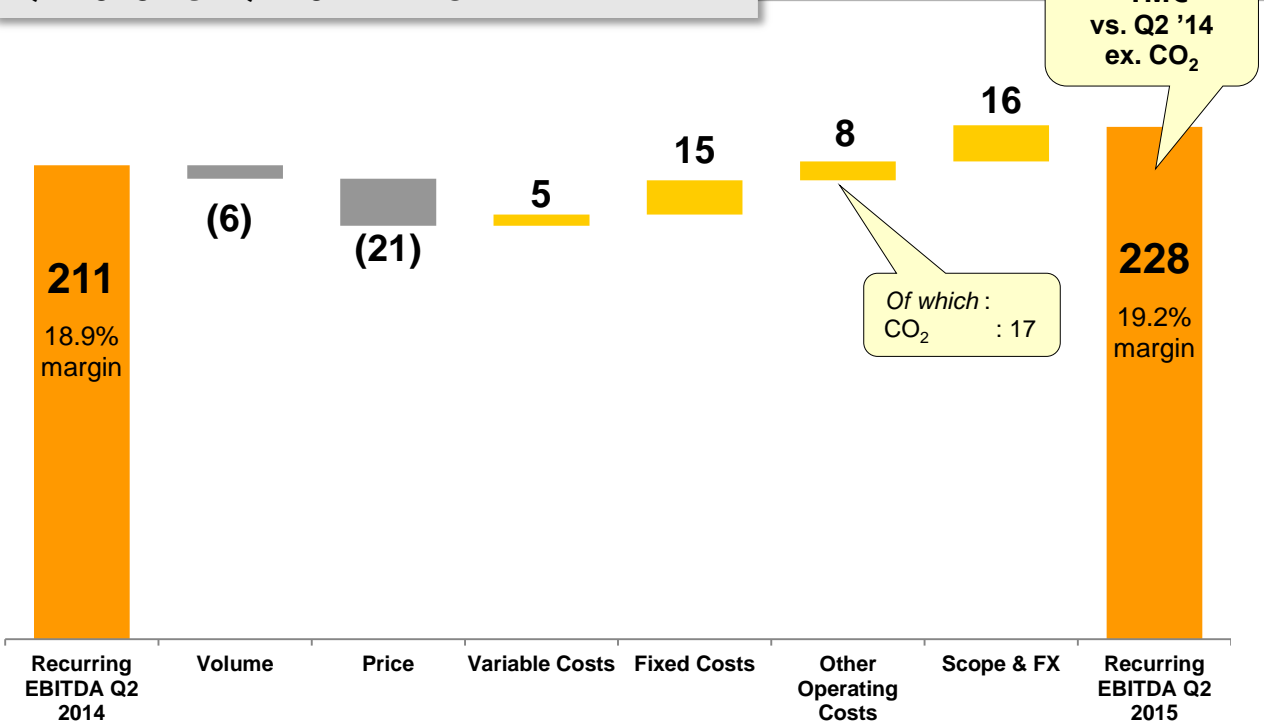 vs. Q2 ’14
ex. CO₂
16
8
15
5
(6)
(21)
211
18.9%
margin
228
19.2%
margin
Of which :
CO₂ : 17
Recurring
EBITDA Q2
2014
Volume
Price
Variable Costs
Fixed Costs
Other
Operating
Costs
Scope & FX
Recurring
EBITDA Q2
2015